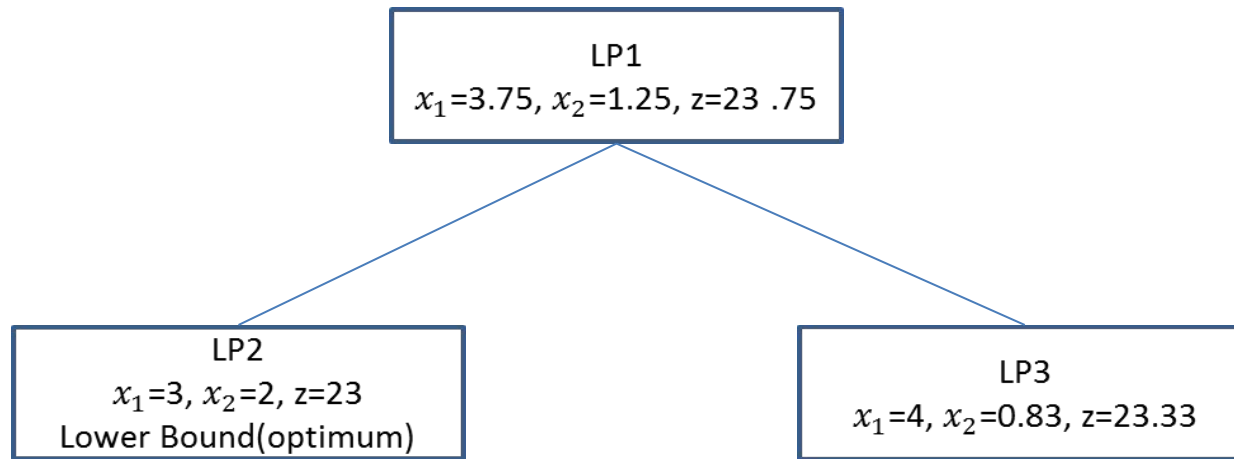 LP1
𝑥₁=3.75, 𝑥₂=1.25, z=23 .75
LP2
𝑥₁=3, 𝑥₂=2, z=23
Lower Bound(optimum)
LP3
𝑥₁=4, 𝑥₂=0.83, z=23.33